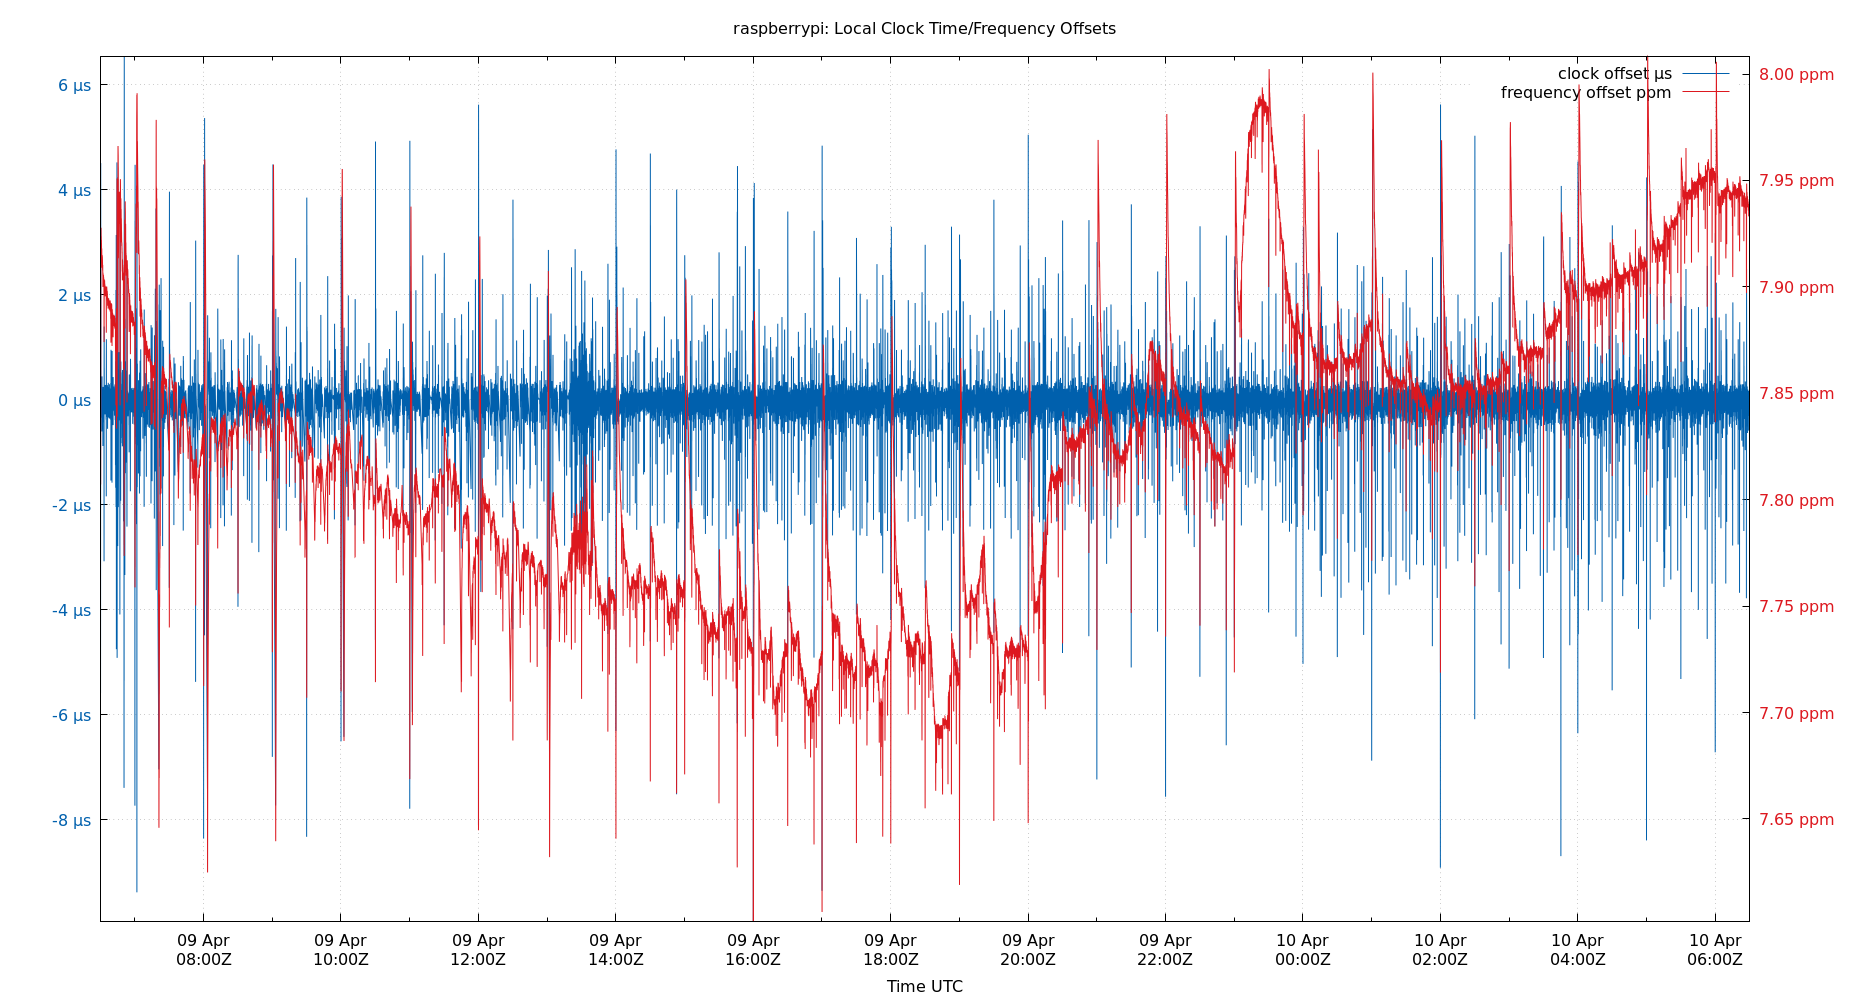 raspberrypi: Local Clock Time/Frequency Offsets
clock offset µs
frequency offset ppm
6 µs
4 µs
2 µs
0 µs
-2 µs
-4 µs
-6 µs
-8 µs
8.00 ppm
7.95 ppm
7.90 ppm
7.85 ppm
7.80 ppm
7.75 ppm
7.70 ppm
7.65 ppm
09 Apr
08:00Z
09 Apr
10:00Z
09 Apr
12:00Z
09 Apr
14:00Z
09 Apr
16:00Z
09 Apr
18:00Z
09 Apr
20:00Z
09 Apr
22:00Z
10 Apr
00:00Z
10 Apr
02:00Z
10 Apr
04:00Z
10 Apr
06:00Z
Time UTC